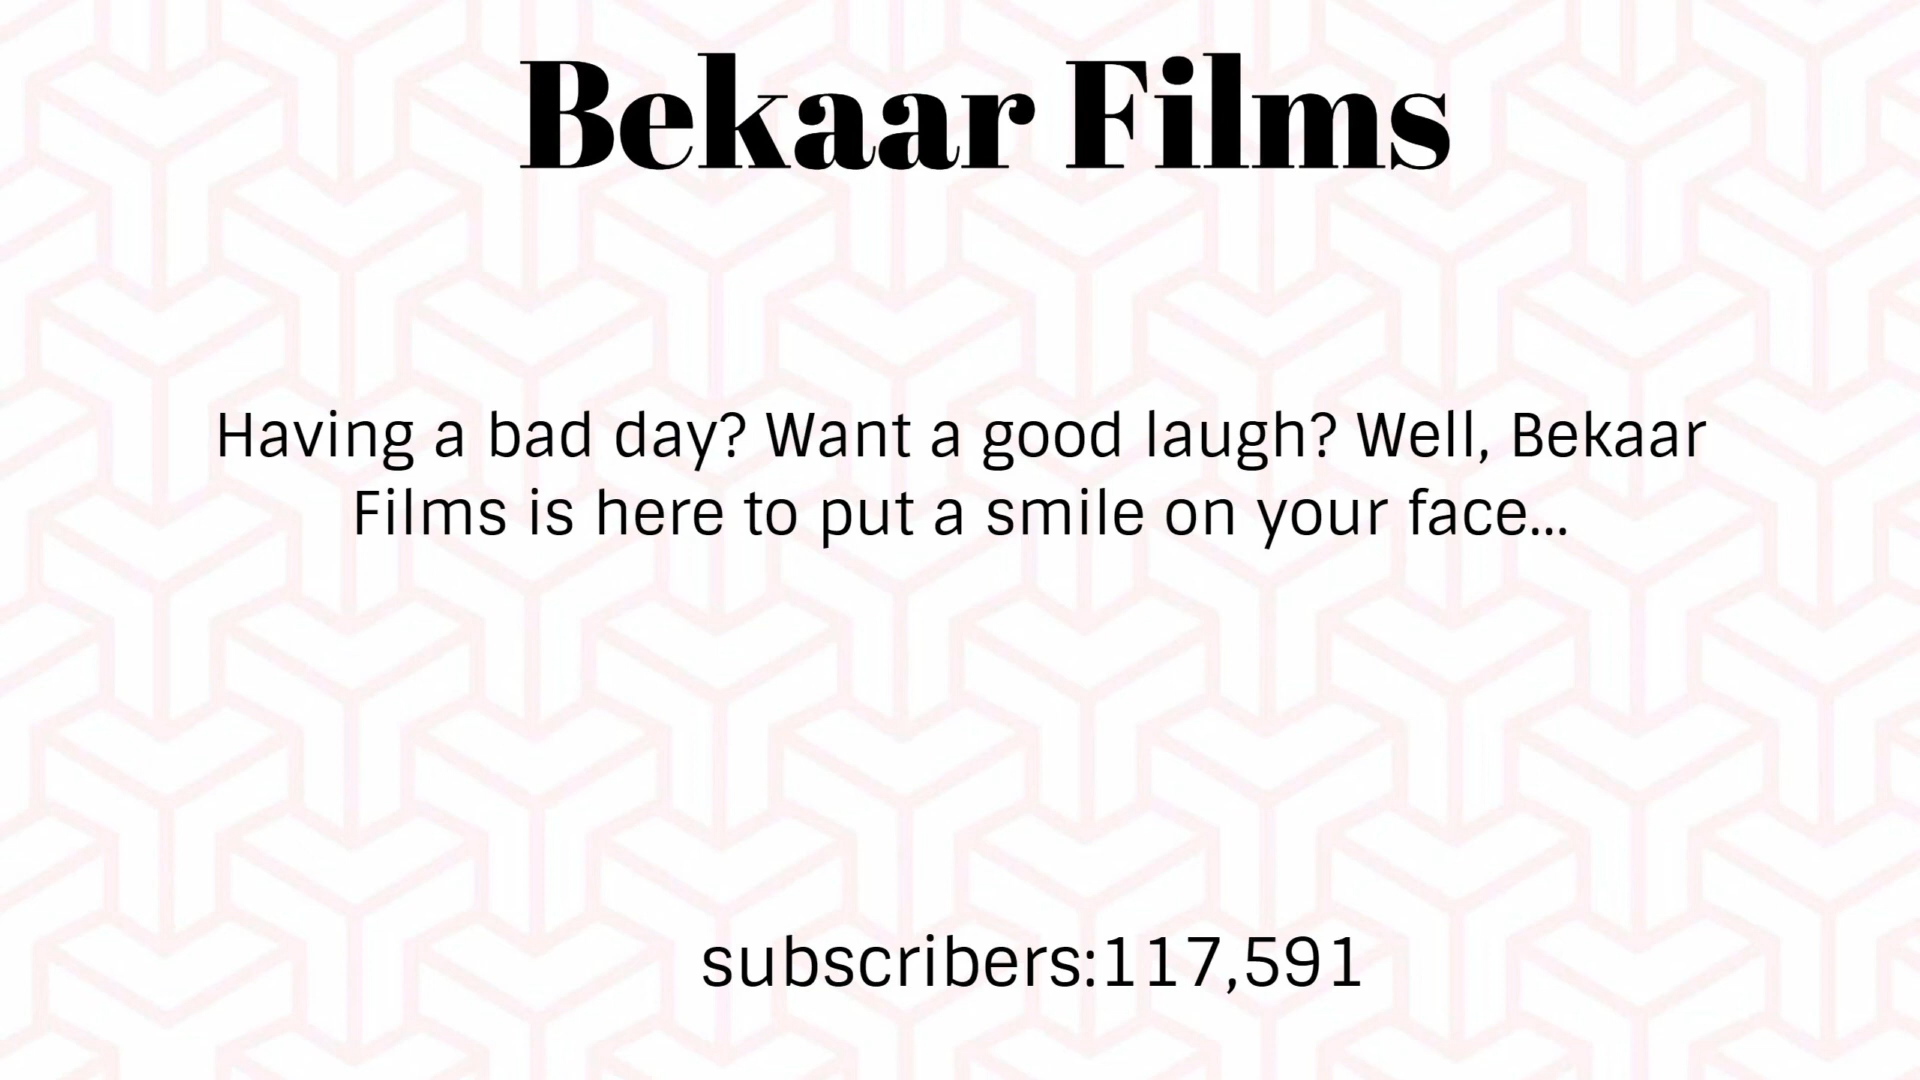 Bekaar Films
Having a bad day? Want a good laugh? Well, Bekaar
Films is here to put a smile on your face...
subscribers:117,591